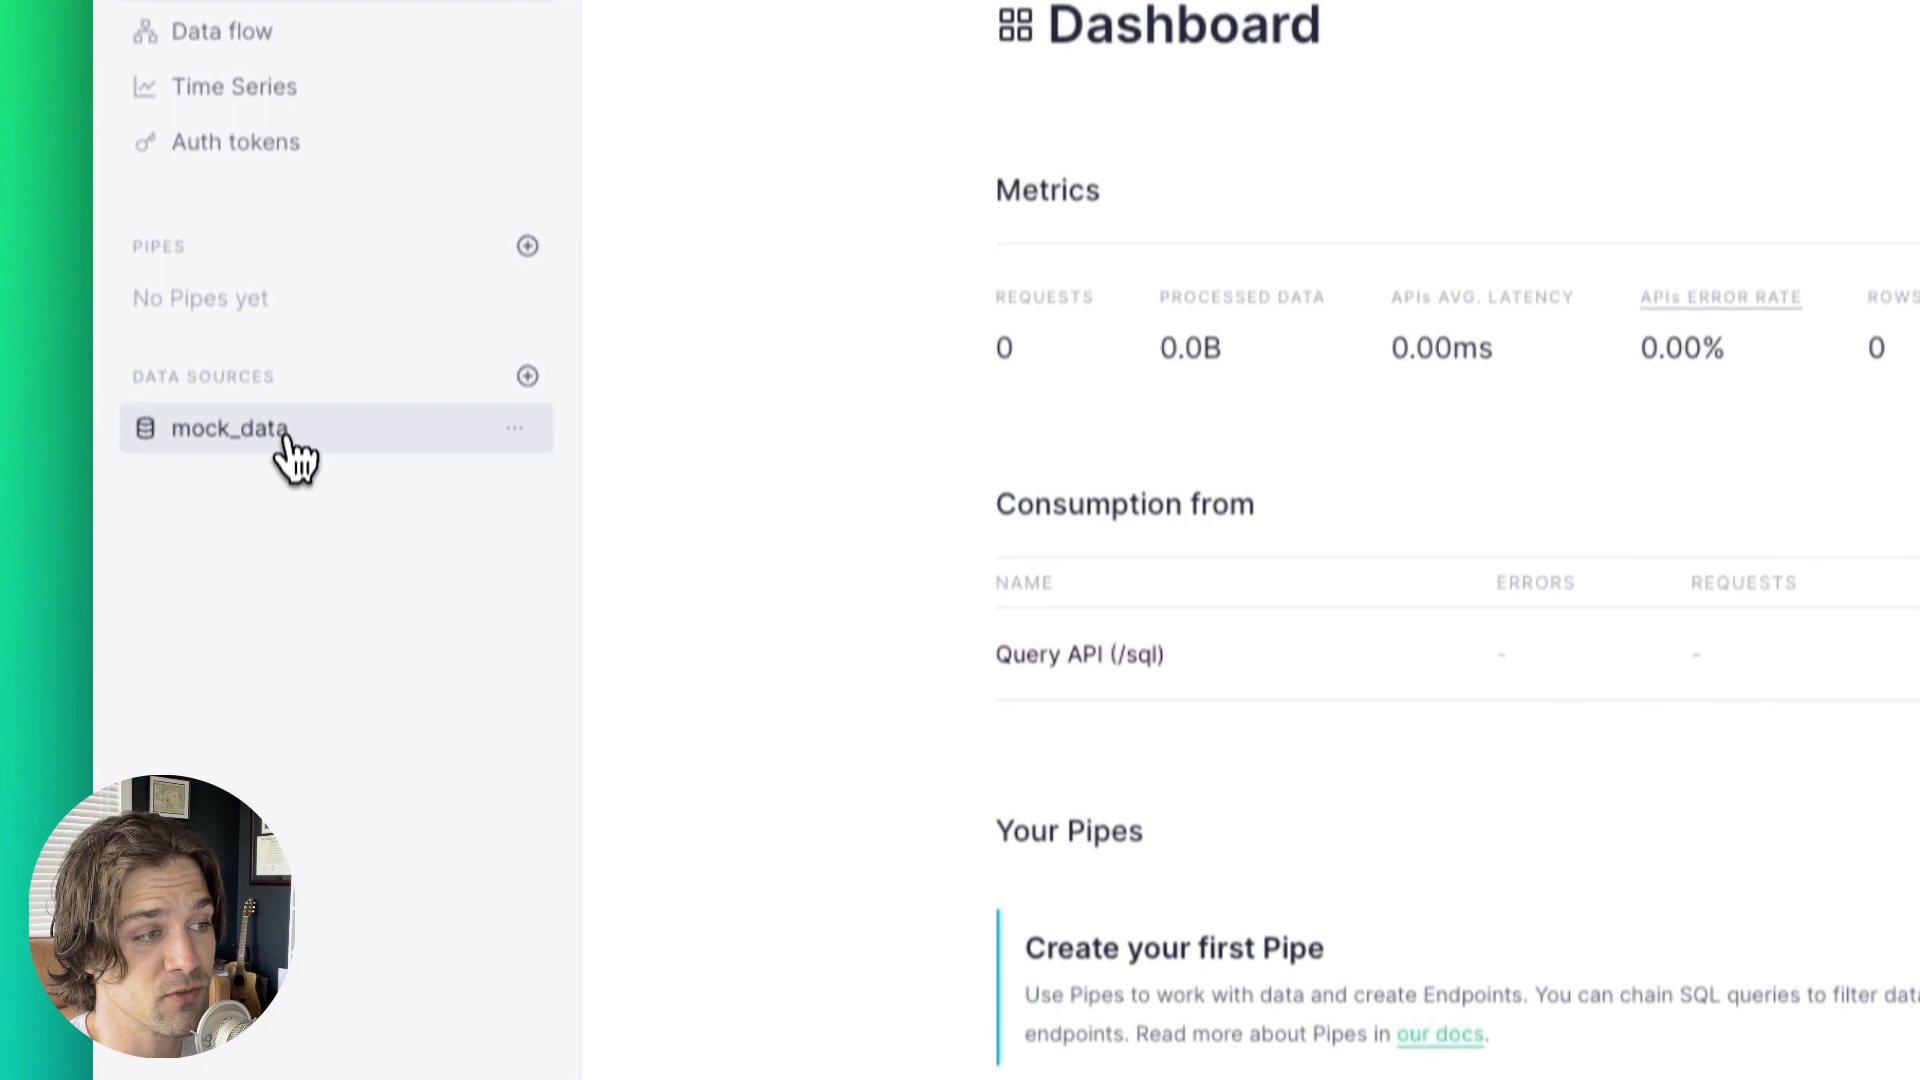 Data flow
Time Series
Auth tokens
PIPES
No Pipes yet
DATA SOURCES
mock_data
Dashboard
Metrics
REQUESTS PROCESSED DATA APIs AVG. LATENCY APIs ERROR RATE ROWS
0 0.0B 0.00ms 0.00% 0
Consumption from
NAME ERRORS REQUESTS
Query API (/sql) - -
Your Pipes
Create your first Pipe
Use Pipes to work with data and create Endpoints. You can chain SQL queries to filter dat
endpoints. Read more about Pipes in our docs.